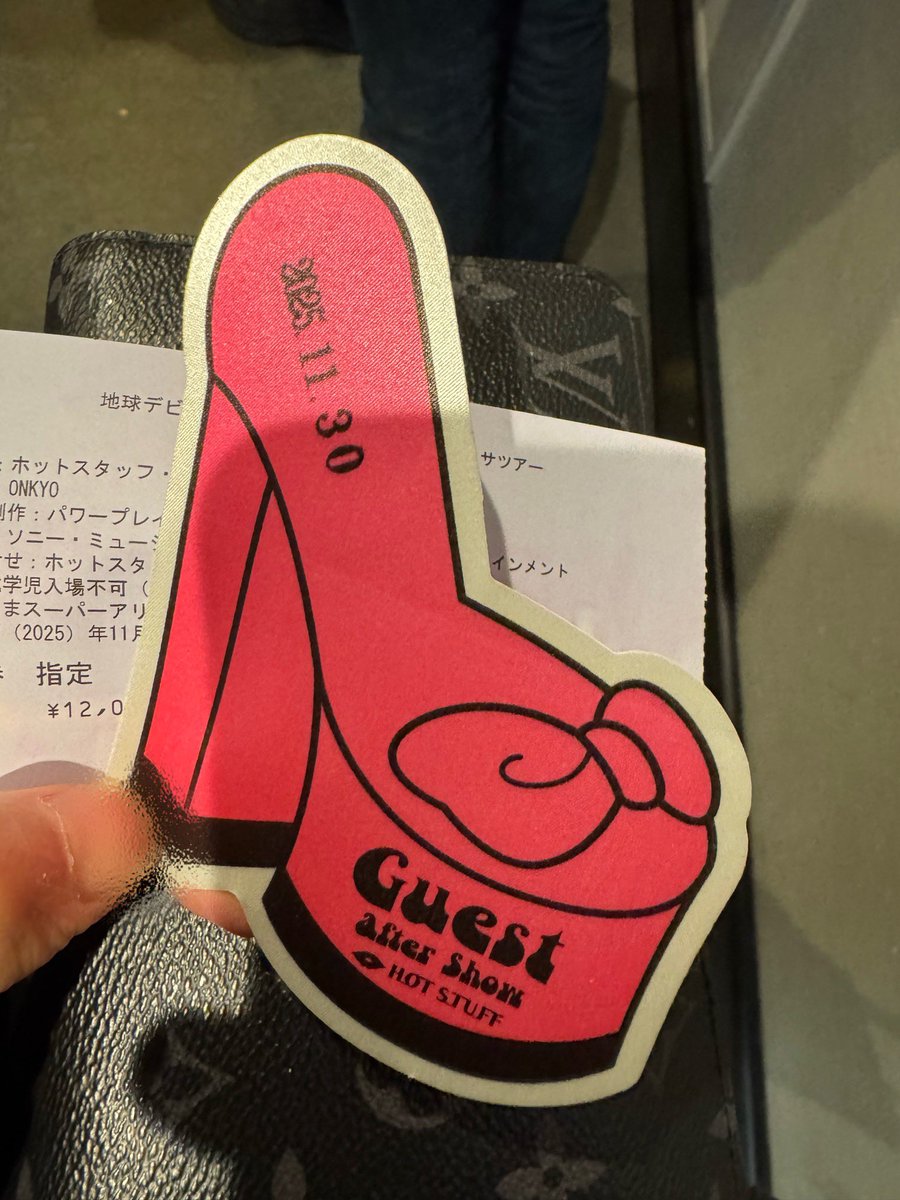 2025.11.30
地球デビ
サツアー
ホットスタッフ・
ONKYO
制作：パワープレイ
ソニー・ミュージ
インメント
せ：ホットスタ
学児入場不可（
まスーパーアリ
（2025）年11月
指定
¥12,0
Guest
after show
HOT STUFF
LV